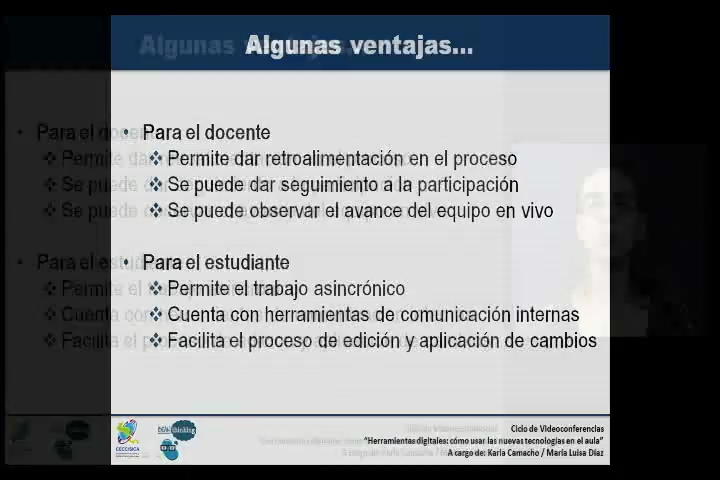 Algunas ventajas...
• Para el docente
❖ Permite dar retroalimentación en el proceso
❖ Se puede dar seguimiento a la participación
❖ Se puede observar el avance del equipo en vivo
• Para el estudiante
❖ Permite el trabajo asincrónico
❖ Cuenta con herramientas de comunicación internas
❖ Facilita el proceso de edición y aplicación de cambios
CECC/SICA
thinking
Ciclo de Videoconferencias
"Herramientas digitales: cómo usar las nuevas tecnologías en el aula"
A cargo de: Karla Camacho / María Luisa Díaz